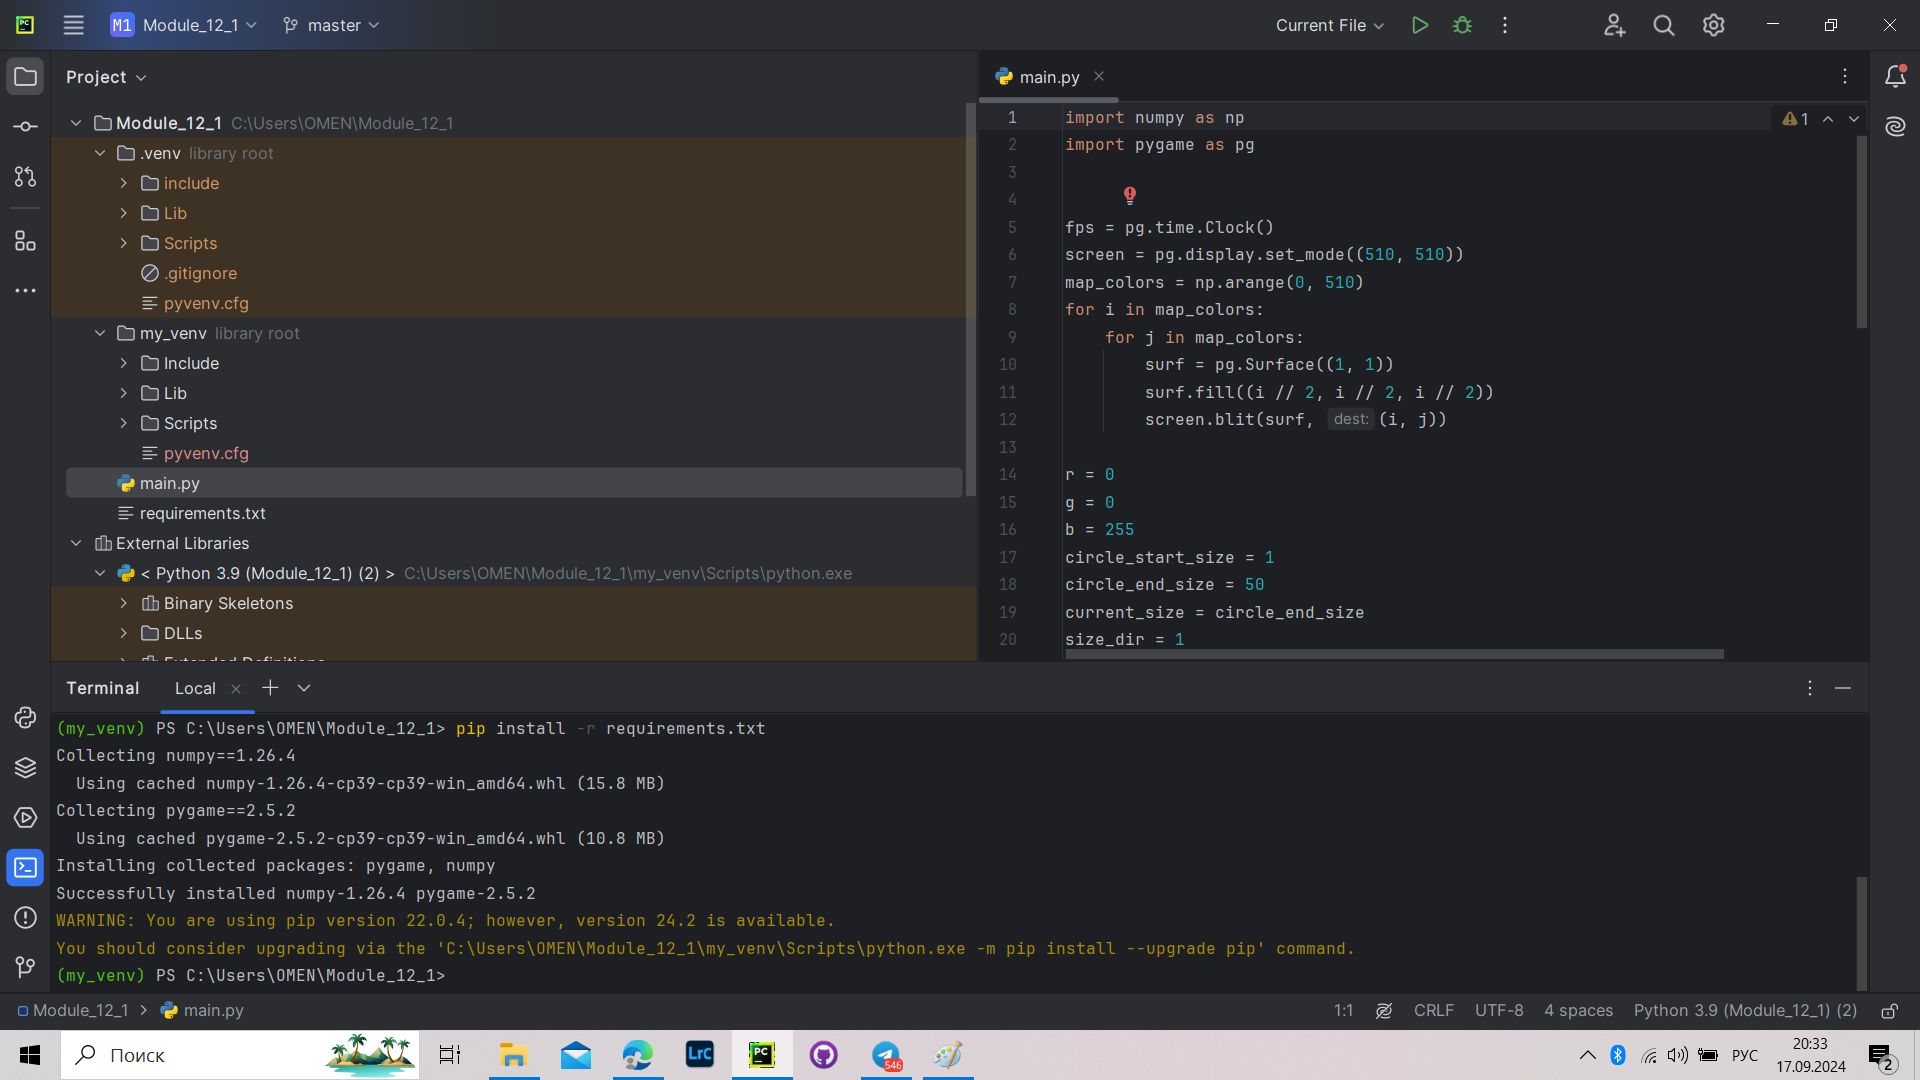 PC M1 Module_12_1 master Current File
Project
Module_12_1 C:\Users\OMEN\Module_12_1
.venv library root
include
Lib
Scripts
.gitignore
pyvenv.cfg
my_venv library root
Include
Lib
Scripts
pyvenv.cfg
main.py
requirements.txt
External Libraries
< Python 3.9 (Module_12_1) (2) > C:\Users\OMEN\Module_12_1\my_venv\Scripts\python.exe
Binary Skeletons
DLLs
Extended Definitions
main.py
1 import numpy as np
1
2 import pygame as pg
3
4
5 fps = pg.time.Clock()
6 screen = pg.display.set_mode((510, 510))
7 map_colors = np.arange(0, 510)
8 for i in map_colors:
9 for j in map_colors:
10 surf = pg.Surface((1, 1))
11 surf.fill((i // 2, i // 2, i // 2))
12 screen.blit(surf, dest: (i, j))
13
14 r = 0
15 g = 0
16 b = 255
17 circle_start_size = 1
18 circle_end_size = 50
19 current_size = circle_end_size
20 size_dir = 1
Terminal Local
(my_venv) PS C:\Users\OMEN\Module_12_1> pip install -r requirements.txt
Collecting numpy==1.26.4
Using cached numpy-1.26.4-cp39-cp39-win_amd64.whl (15.8 MB)
Collecting pygame==2.5.2
Using cached pygame-2.5.2-cp39-cp39-win_amd64.whl (10.8 MB)
Installing collected packages: pygame, numpy
Successfully installed numpy-1.26.4 pygame-2.5.2
WARNING: You are using pip version 22.0.4; however, version 24.2 is available.
You should consider upgrading via the 'C:\Users\OMEN\Module_12_1\my_venv\Scripts\python.exe -m pip install --upgrade pip' command.
(my_venv) PS C:\Users\OMEN\Module_12_1>
Module_12_1 > main.py 1:1 CRLF UTF-8 4 spaces Python 3.9 (Module_12_1) (2)
Поиск LrC PC 546 РУС 20:33
17.09.2024 2